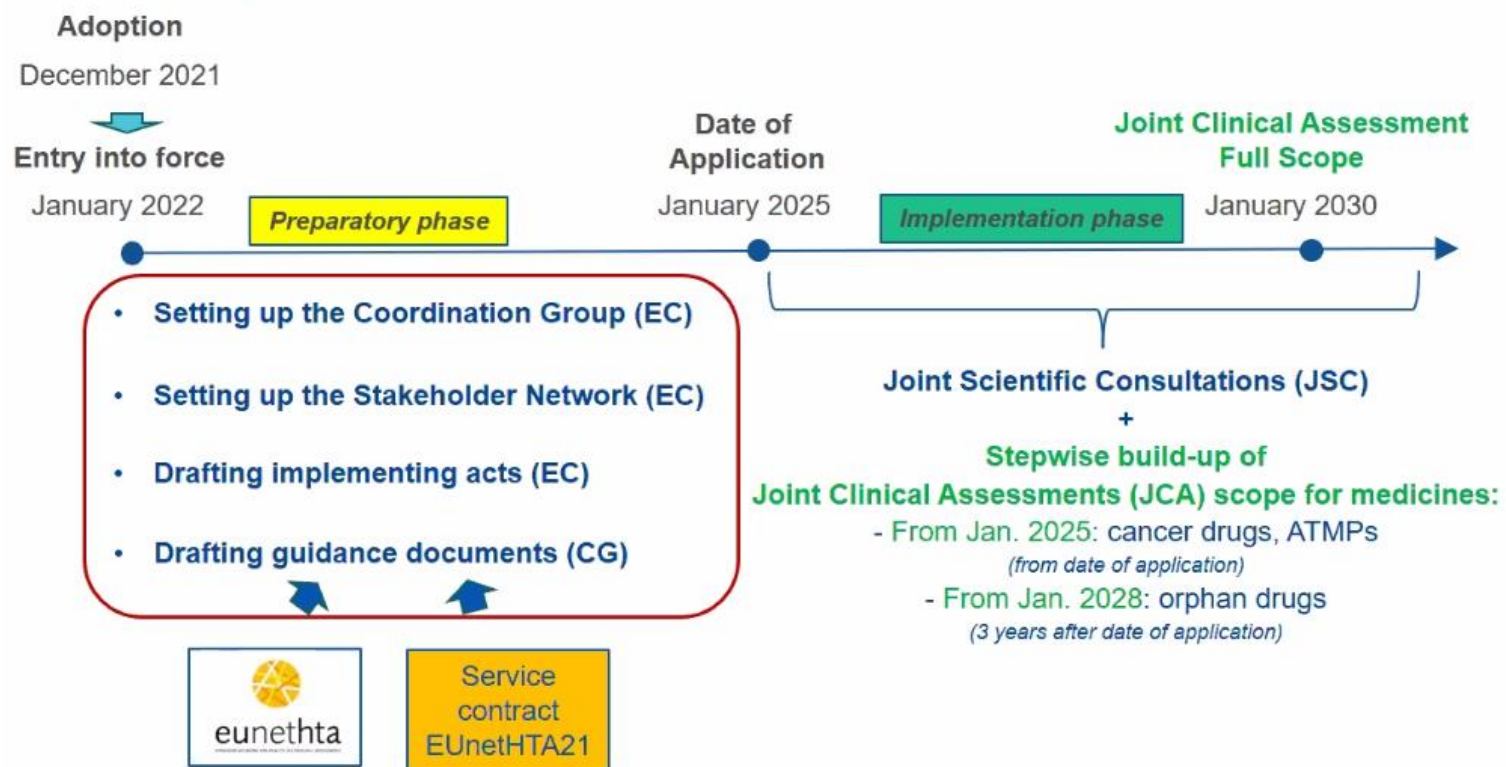 Adoption
December 2021
Entry into force
January 2022
Preparatory phase
Date of
Application
January 2025
Implementation phase
Joint Clinical Assessment
Full Scope
January 2030
• Setting up the Coordination Group (EC)
• Setting up the Stakeholder Network (EC)
• Drafting implementing acts (EC)
• Drafting guidance documents (CG)
eunethta
Service
contract
EUnetHTA21
Joint Scientific Consultations (JSC)
+
Stepwise build-up of
Joint Clinical Assessments (JCA) scope for medicines:
- From Jan. 2025: cancer drugs, ATMPs
(from date of application)
- From Jan. 2028: orphan drugs
(3 years after date of application)